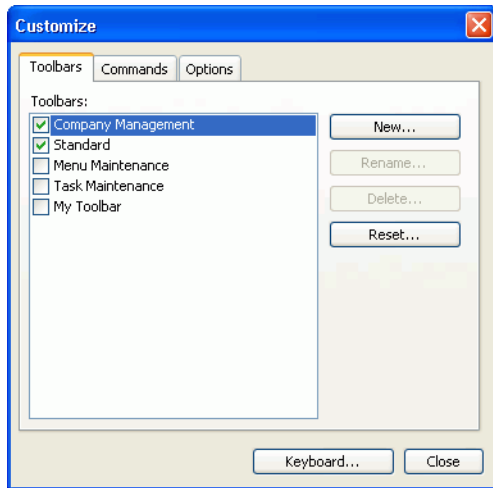 Customize
Toolbars Commands Options
Toolbars:
Company Management
Standard
Menu Maintenance
Task Maintenance
My Toolbar
New...
Rename...
Delete...
Reset...
Keyboard... Close